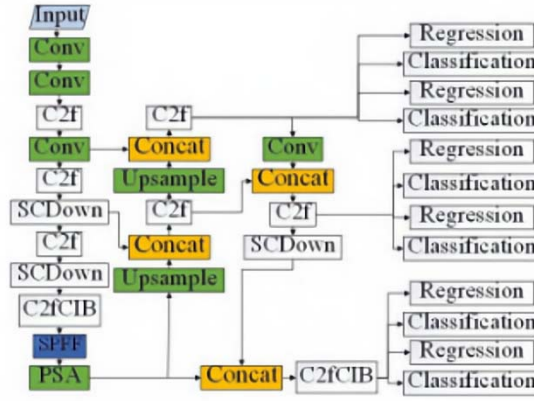 Input
Conv
Conv
C2f
Conv
C2f
SCDown
C2f
SCDown
C2fCIB
SPFF
PSA
C2f
Concat
Upsample
C2f
Concat
Upsample
Conv
Concat
C2f
SCDown
Concat
C2fCIB
Regression
Classification
Regression
Classification
Regression
Classification
Regression
Classification
Regression
Classification
Regression
Classification